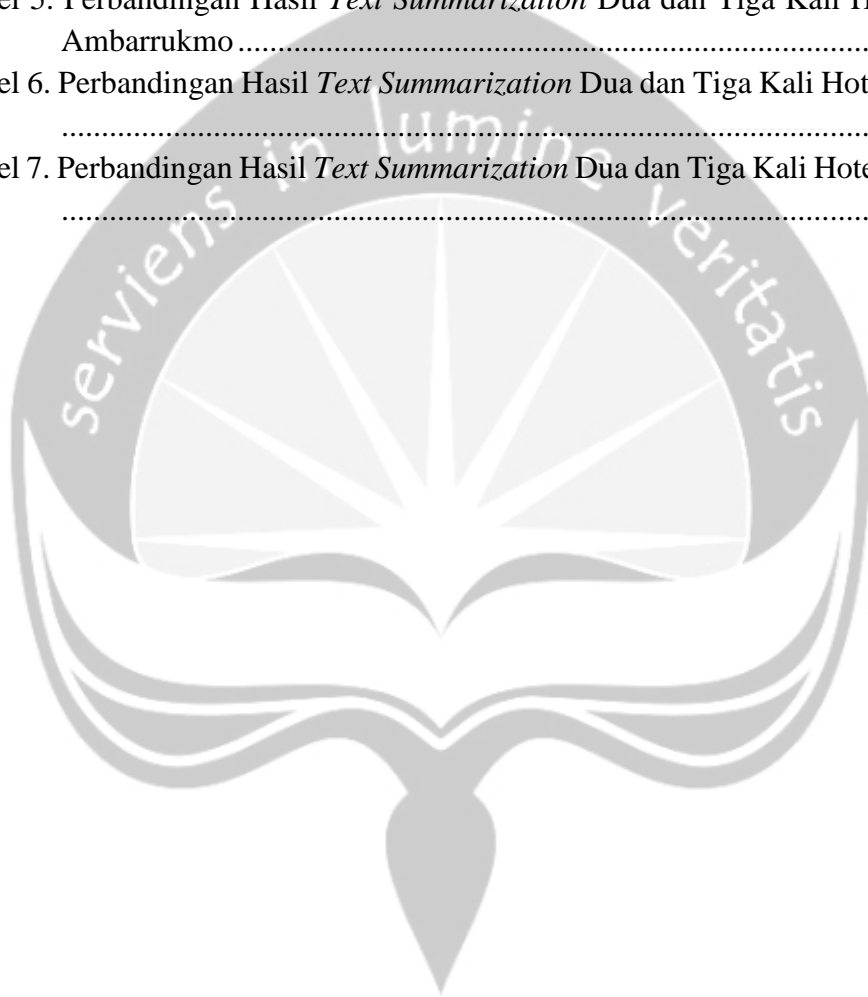 el 5. Perbandingan Hasil Text Summarization Dua dan Tiga Kali H
Ambarrukmo ........................................................................................
el 6. Perbandingan Hasil Text Summarization Dua dan Tiga Kali Hot
........................................................................................................
el 7. Perbandingan Hasil Text Summarization Dua dan Tiga Kali Hote
........................................................................................................
serviens in lumine veritatis